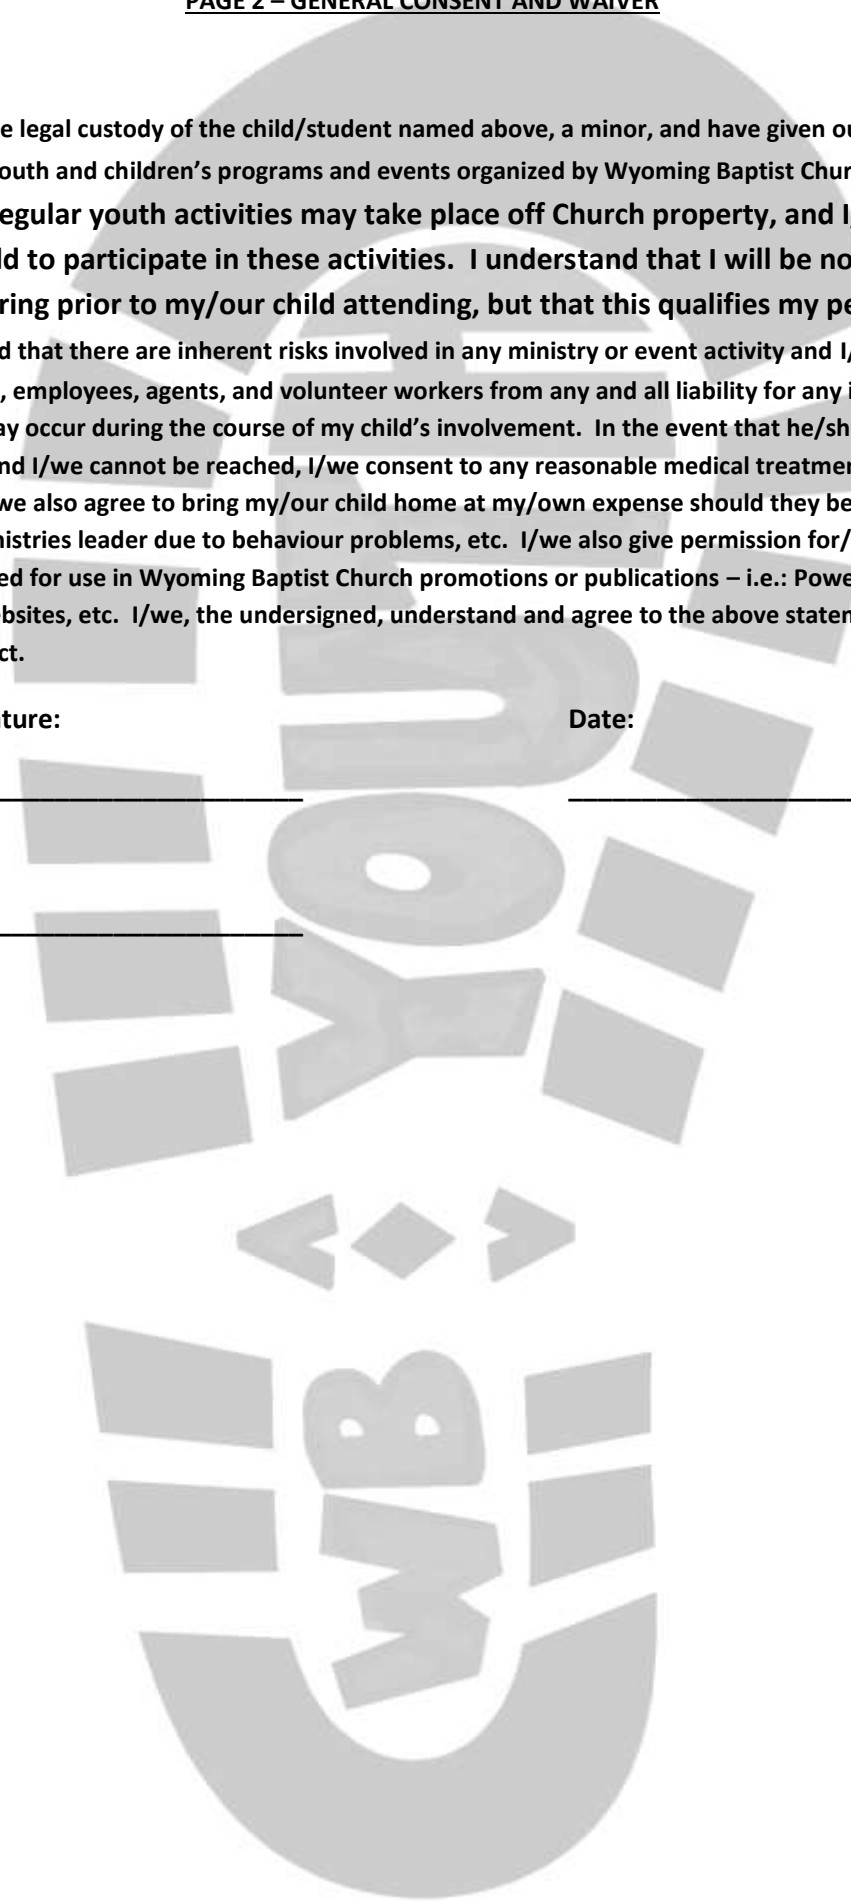 PAGE 2 – GENERAL CONSENT AND WAIVER
e legal custody of the child/student named above, a minor, and have given ou
outh and children's programs and events organized by Wyoming Baptist Chur
egular youth activities may take place off Church property, and I/
ld to participate in these activities.  I understand that I will be no
ring prior to my/our child attending, but that this qualifies my pe
d that there are inherent risks involved in any ministry or event activity and I/
, employees, agents, and volunteer workers from any and all liability for any i
ay occur during the course of my child's involvement.  In the event that he/sh
nd I/we cannot be reached, I/we consent to any reasonable medical treatmen
we also agree to bring my/our child home at my/own expense should they be
nistries leader due to behaviour problems, etc.  I/we also give permission for/
ed for use in Wyoming Baptist Church promotions or publications – i.e.: Powe
ebsites, etc.  I/we, the undersigned, understand and agree to the above staten
ct.
ature: Date:
YOUTH
WB